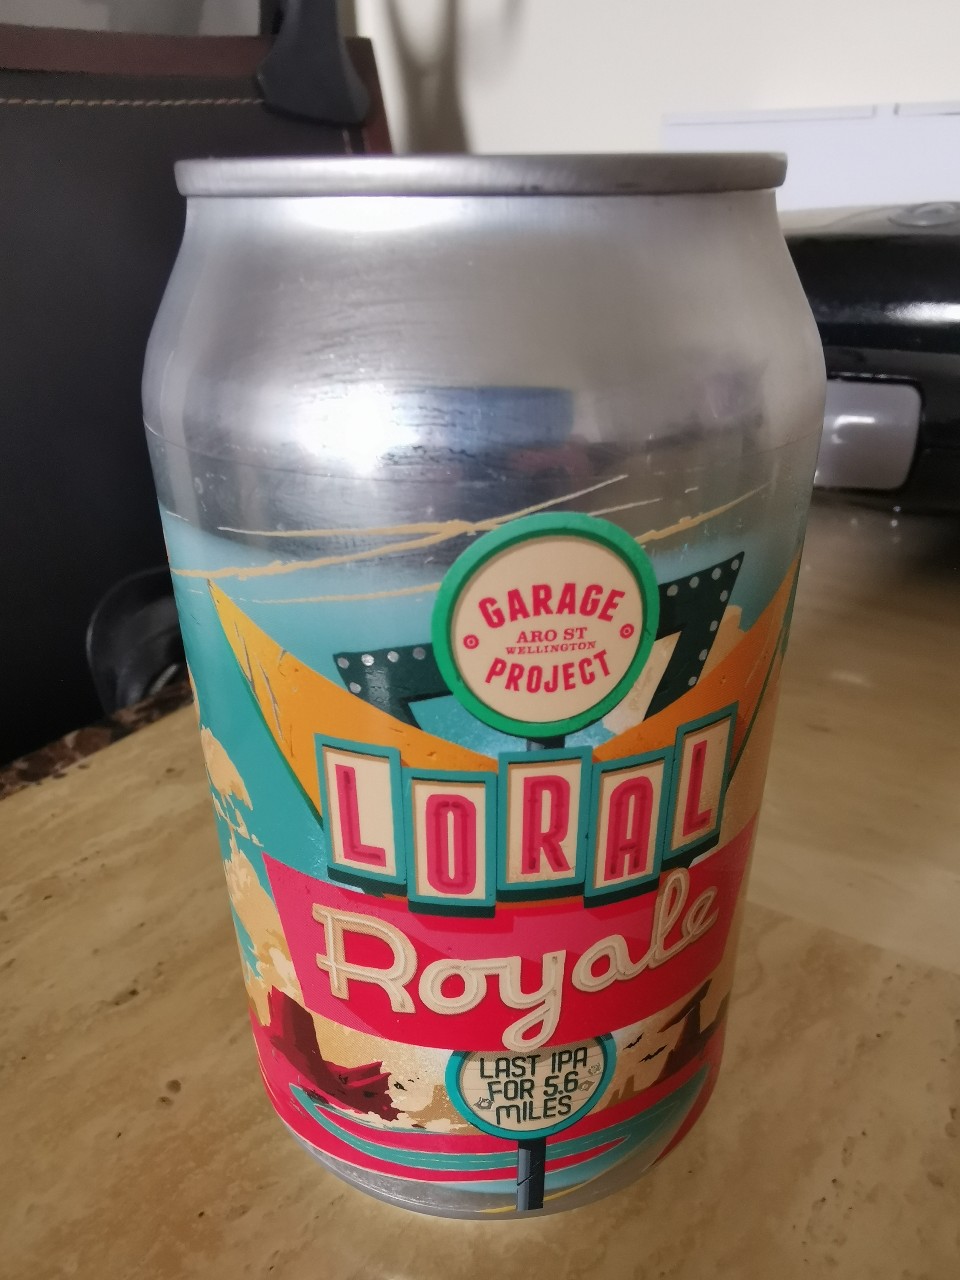 GARAGE
ARO ST
WELLINGTON
PROJECT
LORAL
Royale
LAST IPA
FOR 5.6
MILES